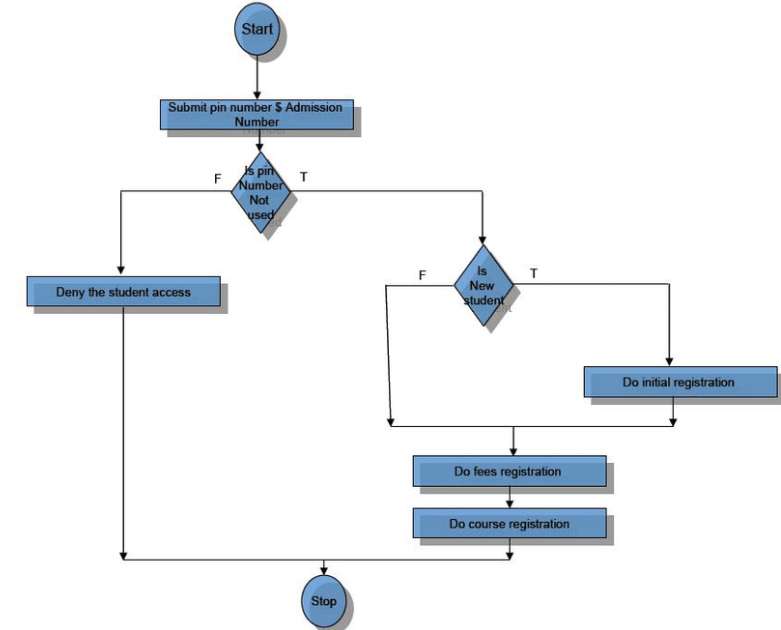 Start
Submit pin number $ Admission
Number
Is pin
Number
Not
used
F
T
Deny the student access
Is
New
student
F
T
Do initial registration
Do fees registration
Do course registration
Stop